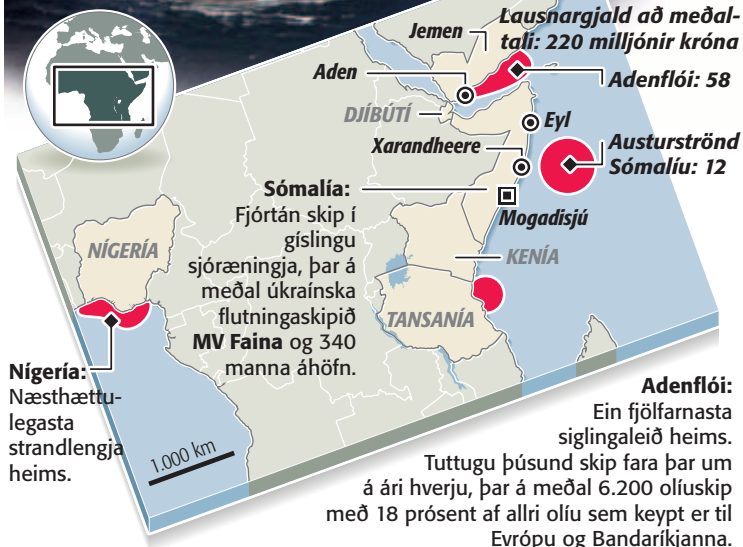 Lausnargjald að meðal-
tali: 220 milljónir króna
Jemen
Aden
Adenflói: 58
DJÍBÚTÍ
Eyl
Xarandheere
Austurströnd
Sómalíu: 12
Sómalía:
Fjórtán skip í
gíslingu
sjóræningja, þar á
meðal úkraínska
flutningaskipið
MV Faina og 340
manna áhöfn.
Mogadisjú
NÍGERÍA
KENÍA
TANSANÍA
Nígería:
Næsthættu-
legasta
strandlengja
heims.
1.000 km
Adenflói:
Ein fjölfarnasta
siglingaleið heims.
Tuttugu þúsund skip fara þar um
á ári hverju, þar á meðal 6.200 olíuskip
með 18 prósent af allri olíu sem keypt er til
Evrópu og Bandaríkjanna.